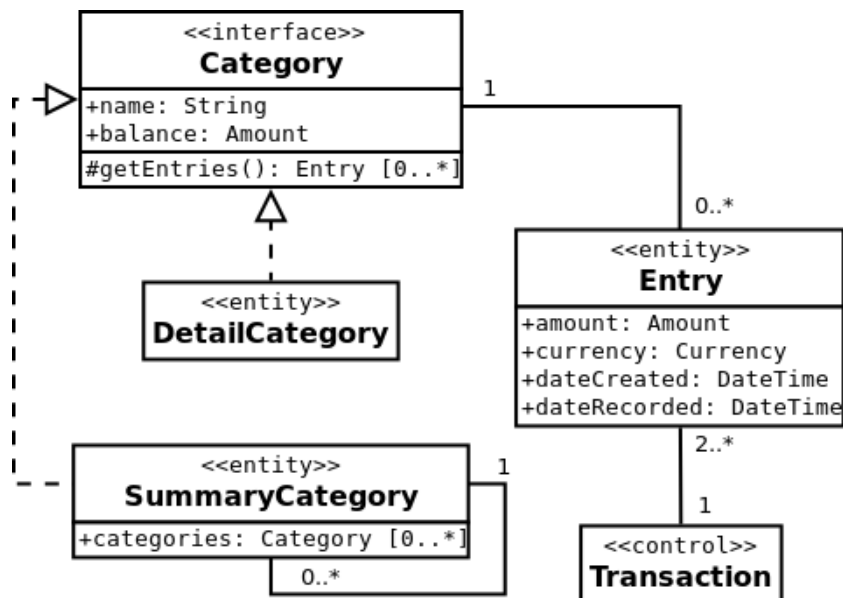 <<interface>>
Category
+name: String
+balance: Amount
#getEntries(): Entry [0..*]
1
0..*
<<entity>>
DetailCategory
<<entity>>
Entry
+amount: Amount
+currency: Currency
+dateCreated: DateTime
+dateRecorded: DateTime
2..*
1
<<entity>>
SummaryCategory
+categories: Category [0..*]
1
0..*
<<control>>
Transaction